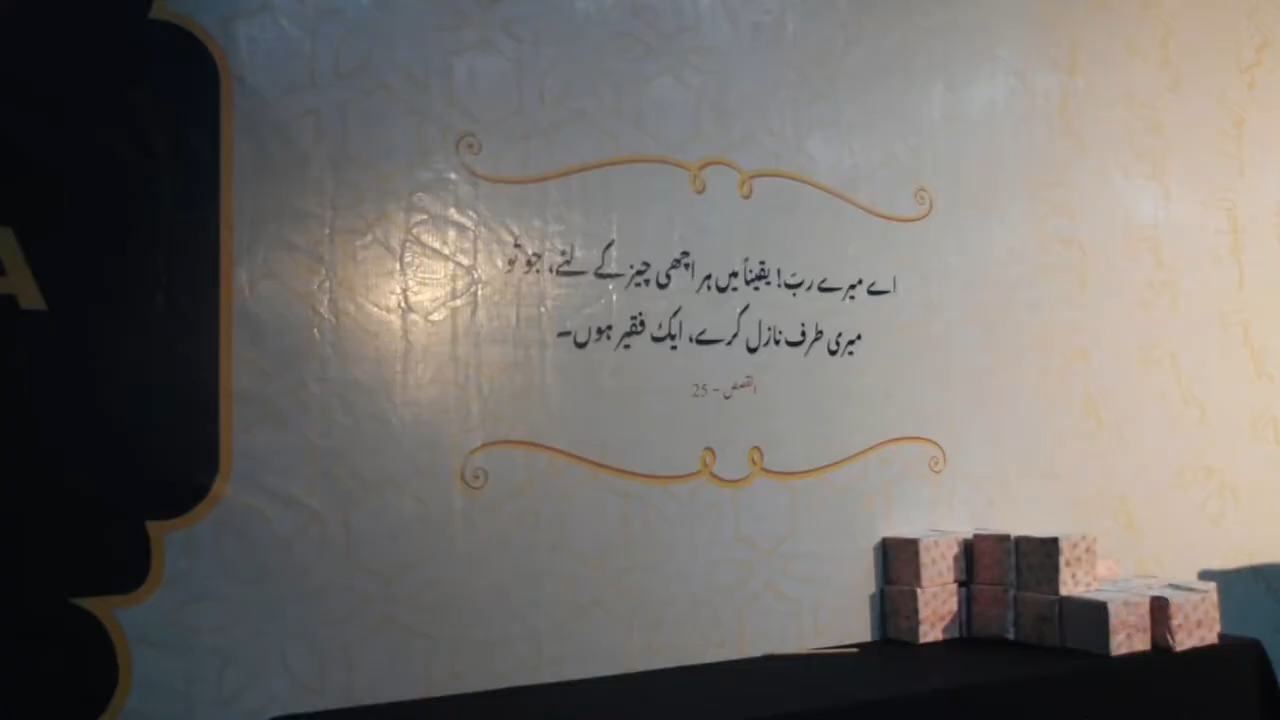 اے میرے ربّ! یقیناً میں ہر اچھی چیز کے لئے، جو تُو
میری طرف نازل کرے، ایک فقیر ہوں۔
القصص - 25
A